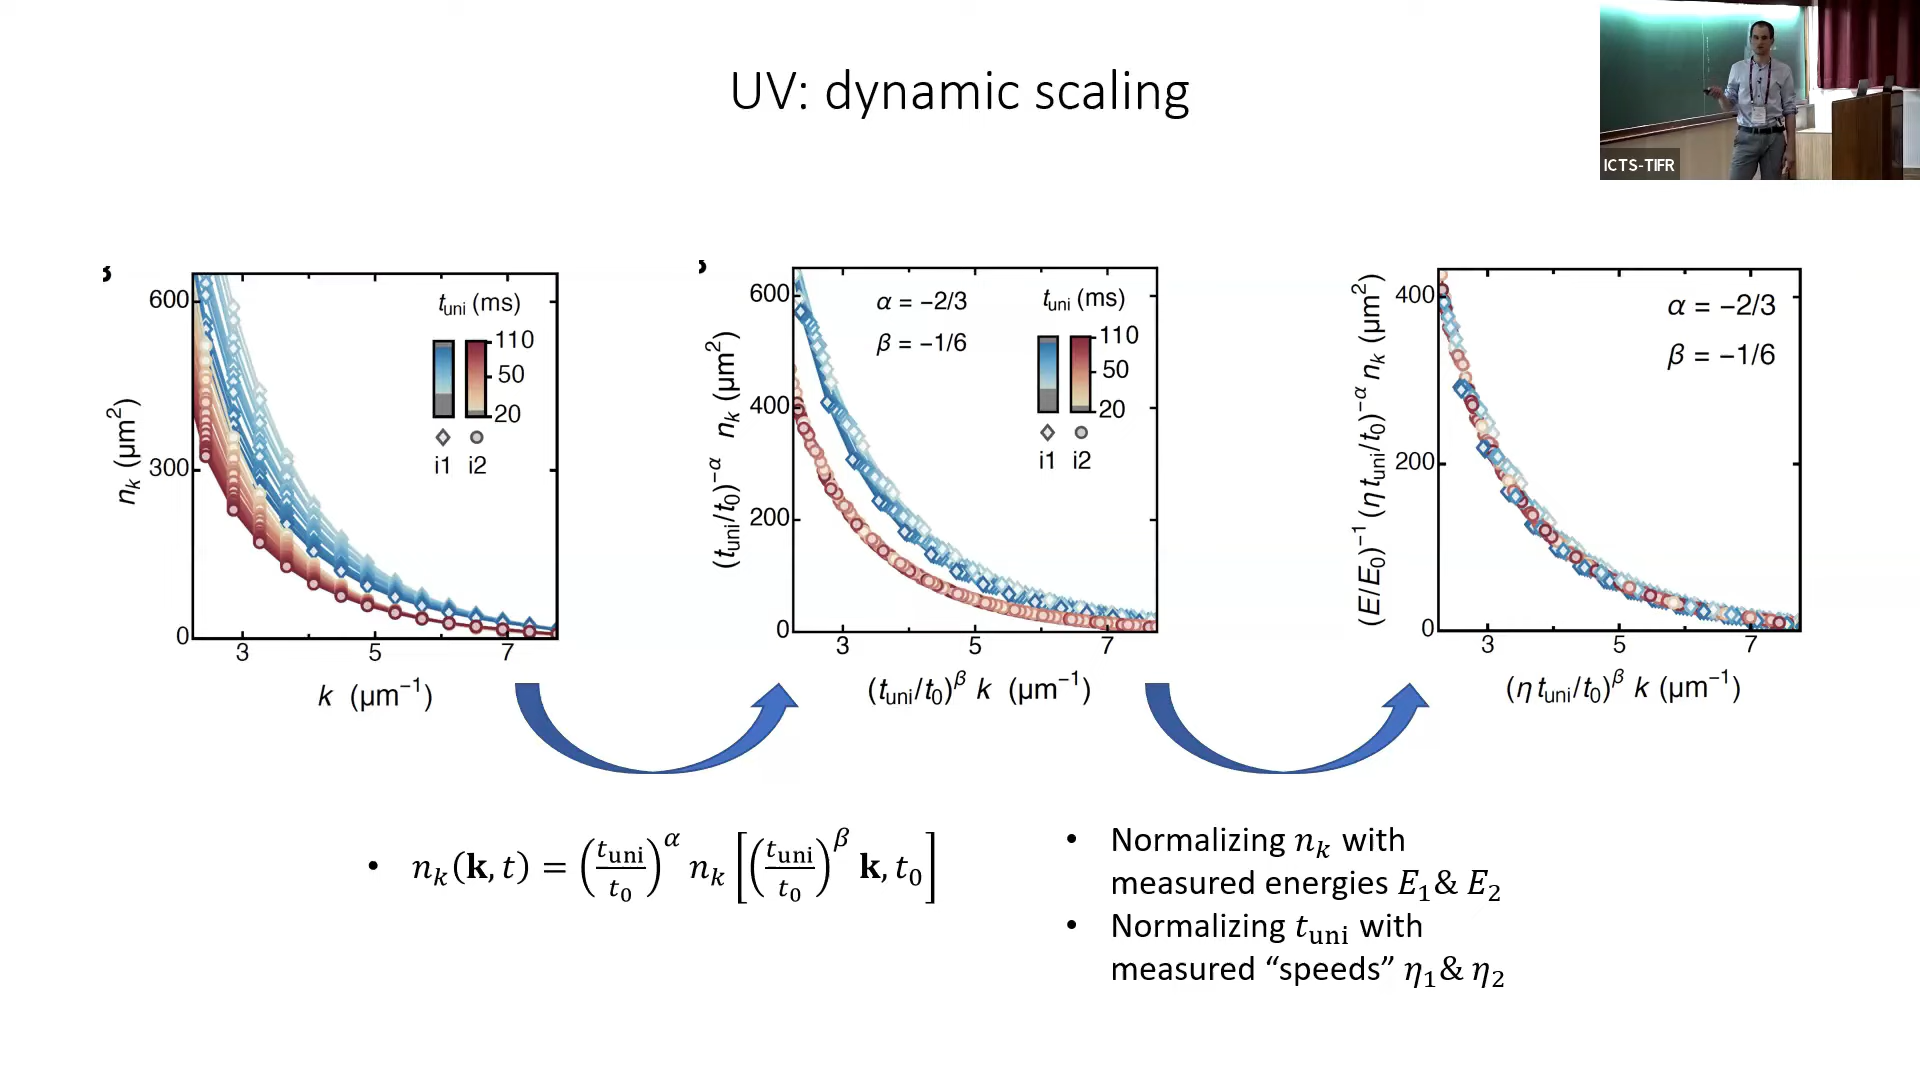 UV: dynamic scaling
ICTS-TIFR
n_k (μm²)
600
300
0
3 5 7
k (μm⁻¹)
t_uni (ms)
110
50
20
i1 i2
(t_uni/t₀)^−α n_k (μm²)
600
400
200
0
3 5 7
(t_uni/t₀)^β k (μm⁻¹)
α = −2/3
β = −1/6
t_uni (ms)
110
50
20
i1 i2
(E/E₀)⁻¹ (η t_uni/t₀)^−α n_k (μm²)
400
200
0
3 5 7
(η t_uni/t₀)^β k (μm⁻¹)
α = −2/3
β = −1/6
• n_k(𝐤, t) = (t_uni/t₀)^α n_k [(t_uni/t₀)^β 𝐤, t₀]
• Normalizing n_k with
measured energies E₁& E₂
• Normalizing t_uni with
measured “speeds” η₁& η₂